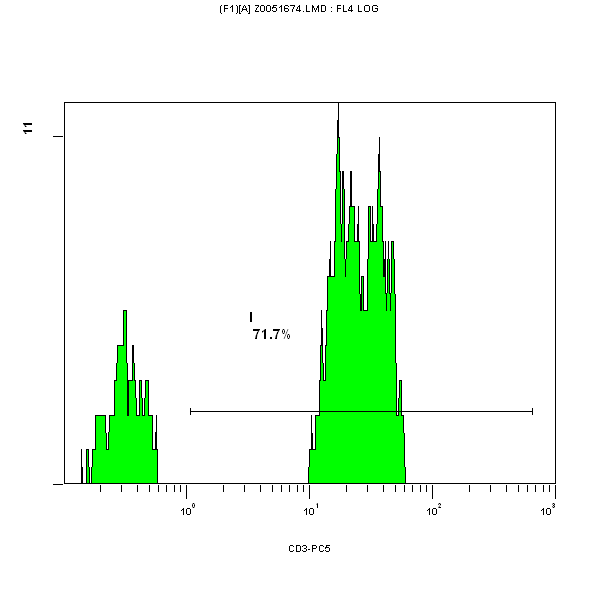 (F1)[A] Z0051674.LMD : FL4 LOG
11
I
71.7%
10⁰ 10¹ 10² 10³
CD3-PC5